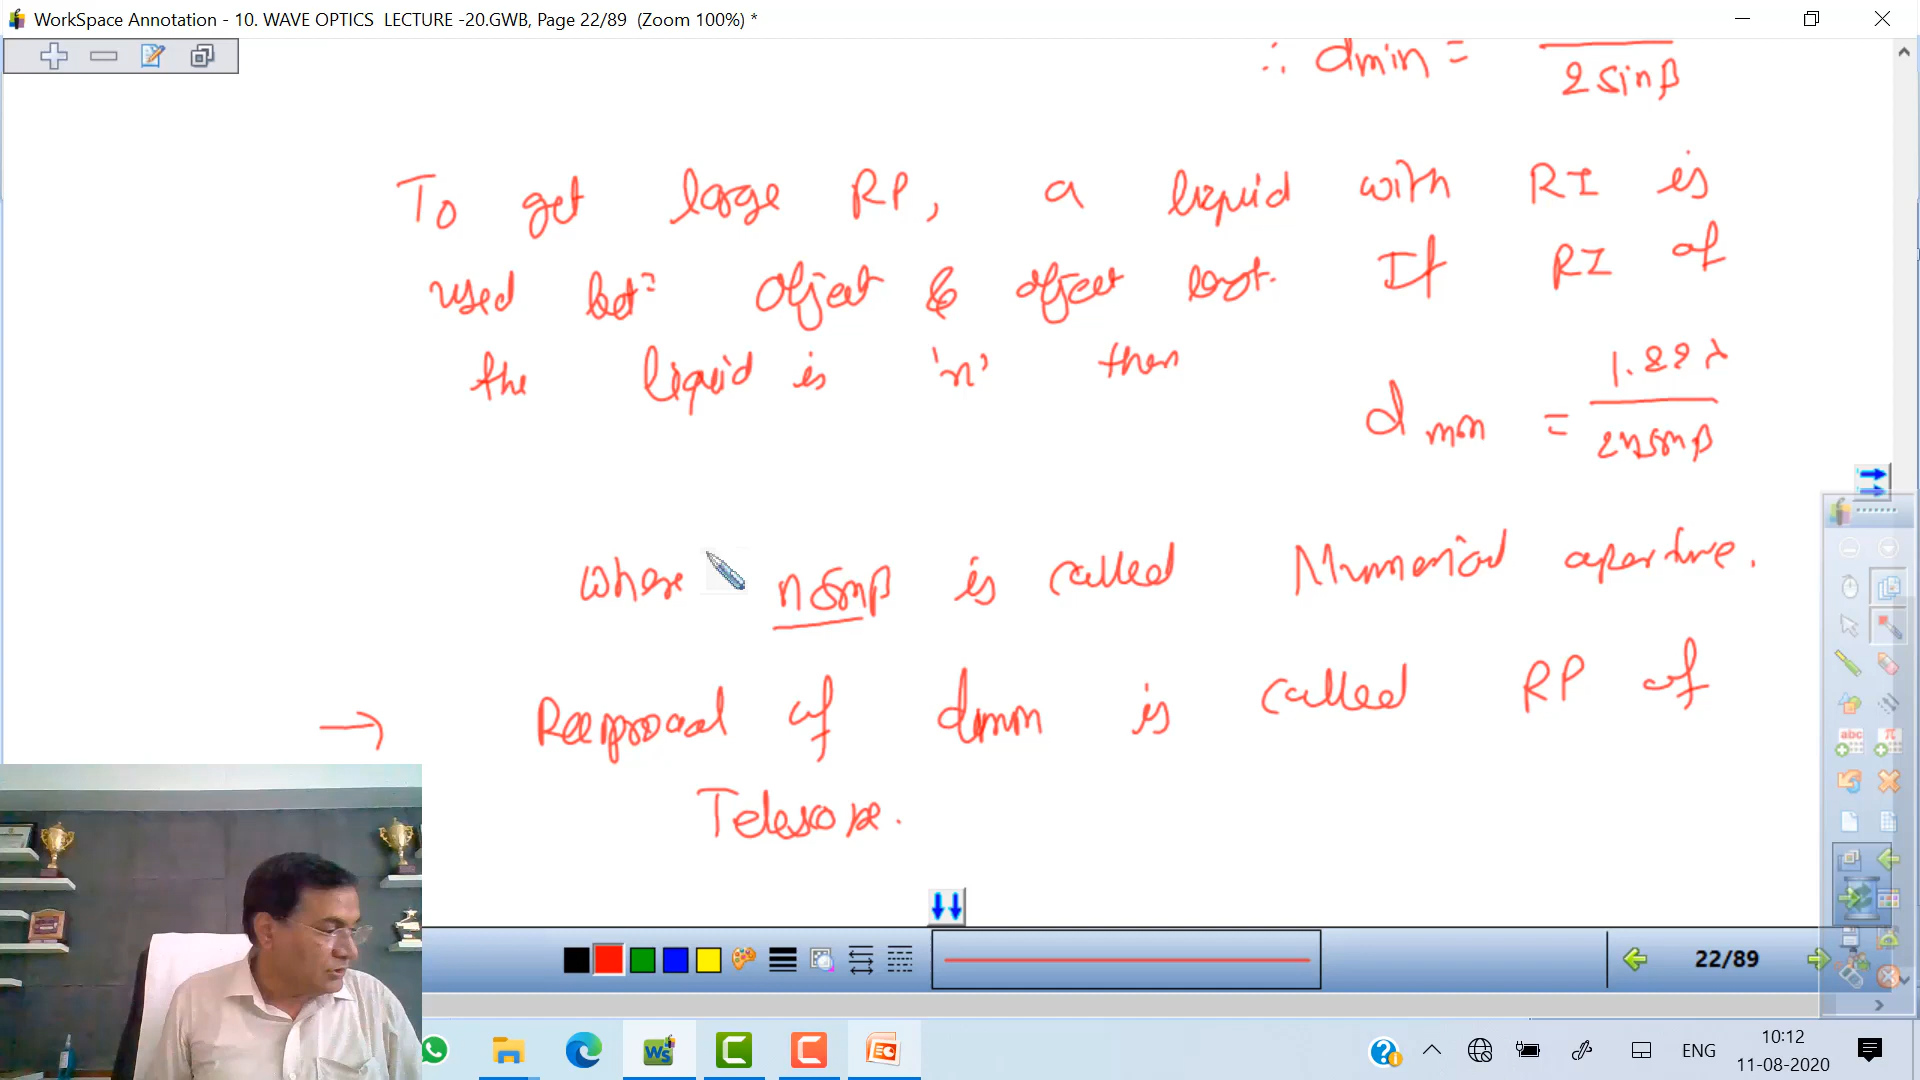 WorkSpace Annotation - 10. WAVE OPTICS LECTURE -20.GWB, Page 22/89 (Zoom 100%) *
∴ dmin =
2 sinβ
To get large RP, a liquid with RI is
used betⁿ object & object
If RI of
the liquid is 'n' then
d min = 1.22 λ
2n sinβ
where n sinβ is called Numerical aperture.
→ Reciprocal of dmin is called RP of
Telescope.
abc
π
22/89
WS
ENG
10:12
11-08-2020